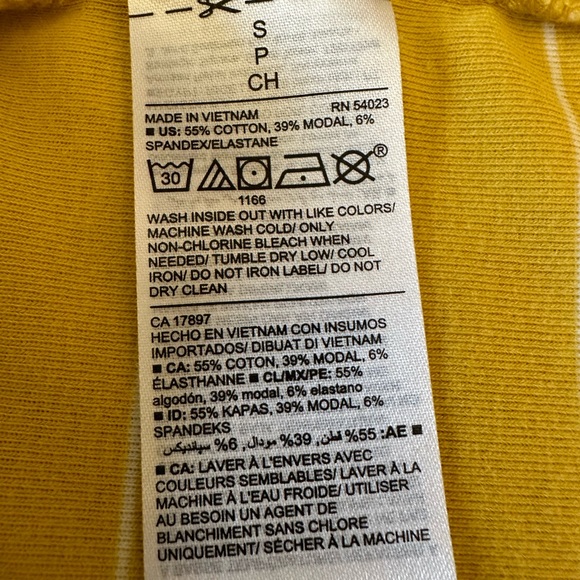 S
P
CH
MADE IN VIETNAM RN 54023
■ US: 55% COTTON, 39% MODAL, 6%
SPANDEX/ELASTANE
30 ®
1166
WASH INSIDE OUT WITH LIKE COLORS/
MACHINE WASH COLD/ ONLY
NON-CHLORINE BLEACH WHEN
NEEDED/ TUMBLE DRY LOW/ COOL
IRON/ DO NOT IRON LABEL/ DO NOT
DRY CLEAN
CA 17897
HECHO EN VIETNAM CON INSUMOS
IMPORTADOS/ DIBUAT DI VIETNAM
■ CA: 55% COTON, 39% MODAL, 6%
ÉLASTHANNE ■ CL/MX/PE: 55%
algodón, 39% modal, 6% elastano
■ ID: 55% KAPAS, 39% MODAL, 6%
SPANDEKS
■ AE: 55% قطن, 39% مودال, 6% سپانديكس
■ CA: LAVER À L'ENVERS AVEC
COULEURS SEMBLABLES/ LAVER À LA
MACHINE À L'EAU FROIDE/ UTILISER
AU BESOIN UN AGENT DE
BLANCHIMENT SANS CHLORE
UNIQUEMENT/ SÉCHER À LA MACHINE